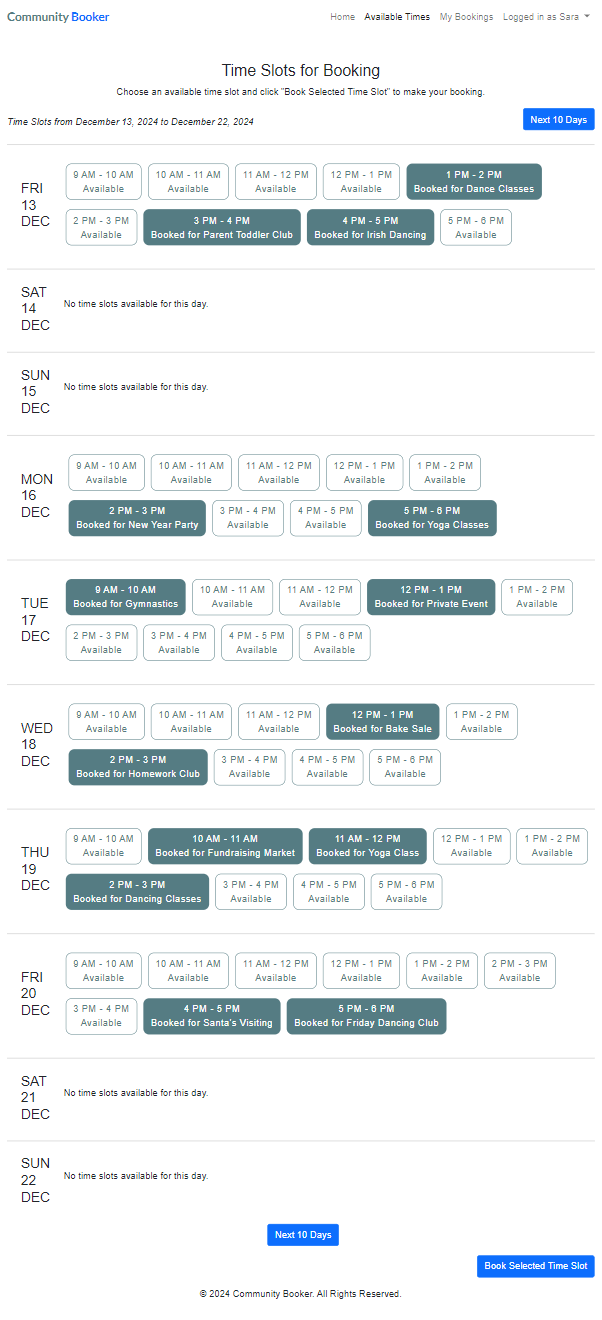 Community Booker
Home Available Times My Bookings Logged in as Sara
Time Slots for Booking
Choose an available time slot and click "Book Selected Time Slot" to make your booking.
Time Slots from December 13, 2024 to December 22, 2024
Next 10 Days
FRI
13
DEC
9 AM - 10 AM
Available
10 AM - 11 AM
Available
11 AM - 12 PM
Available
12 PM - 1 PM
Available
1 PM - 2 PM
Booked for Dance Classes
2 PM - 3 PM
Available
3 PM - 4 PM
Booked for Parent Toddler Club
4 PM - 5 PM
Booked for Irish Dancing
5 PM - 6 PM
Available
SAT
14
DEC
No time slots available for this day.
SUN
15
DEC
No time slots available for this day.
MON
16
DEC
9 AM - 10 AM
Available
10 AM - 11 AM
Available
11 AM - 12 PM
Available
12 PM - 1 PM
Available
1 PM - 2 PM
Available
2 PM - 3 PM
Booked for New Year Party
3 PM - 4 PM
Available
4 PM - 5 PM
Available
5 PM - 6 PM
Booked for Yoga Classes
TUE
17
DEC
9 AM - 10 AM
Booked for Gymnastics
10 AM - 11 AM
Available
11 AM - 12 PM
Available
12 PM - 1 PM
Booked for Private Event
1 PM - 2 PM
Available
2 PM - 3 PM
Available
3 PM - 4 PM
Available
4 PM - 5 PM
Available
5 PM - 6 PM
Available
WED
18
DEC
9 AM - 10 AM
Available
10 AM - 11 AM
Available
11 AM - 12 PM
Available
12 PM - 1 PM
Booked for Bake Sale
1 PM - 2 PM
Available
2 PM - 3 PM
Booked for Homework Club
3 PM - 4 PM
Available
4 PM - 5 PM
Available
5 PM - 6 PM
Available
THU
19
DEC
9 AM - 10 AM
Available
10 AM - 11 AM
Booked for Fundraising Market
11 AM - 12 PM
Booked for Yoga Class
12 PM - 1 PM
Available
1 PM - 2 PM
Available
2 PM - 3 PM
Booked for Dancing Classes
3 PM - 4 PM
Available
4 PM - 5 PM
Available
5 PM - 6 PM
Available
FRI
20
DEC
9 AM - 10 AM
Available
10 AM - 11 AM
Available
11 AM - 12 PM
Available
12 PM - 1 PM
Available
1 PM - 2 PM
Available
2 PM - 3 PM
Available
3 PM - 4 PM
Available
4 PM - 5 PM
Booked for Santa's Visiting
5 PM - 6 PM
Booked for Friday Dancing Club
SAT
21
DEC
No time slots available for this day.
SUN
22
DEC
No time slots available for this day.
Next 10 Days
Book Selected Time Slot
© 2024 Community Booker. All Rights Reserved.